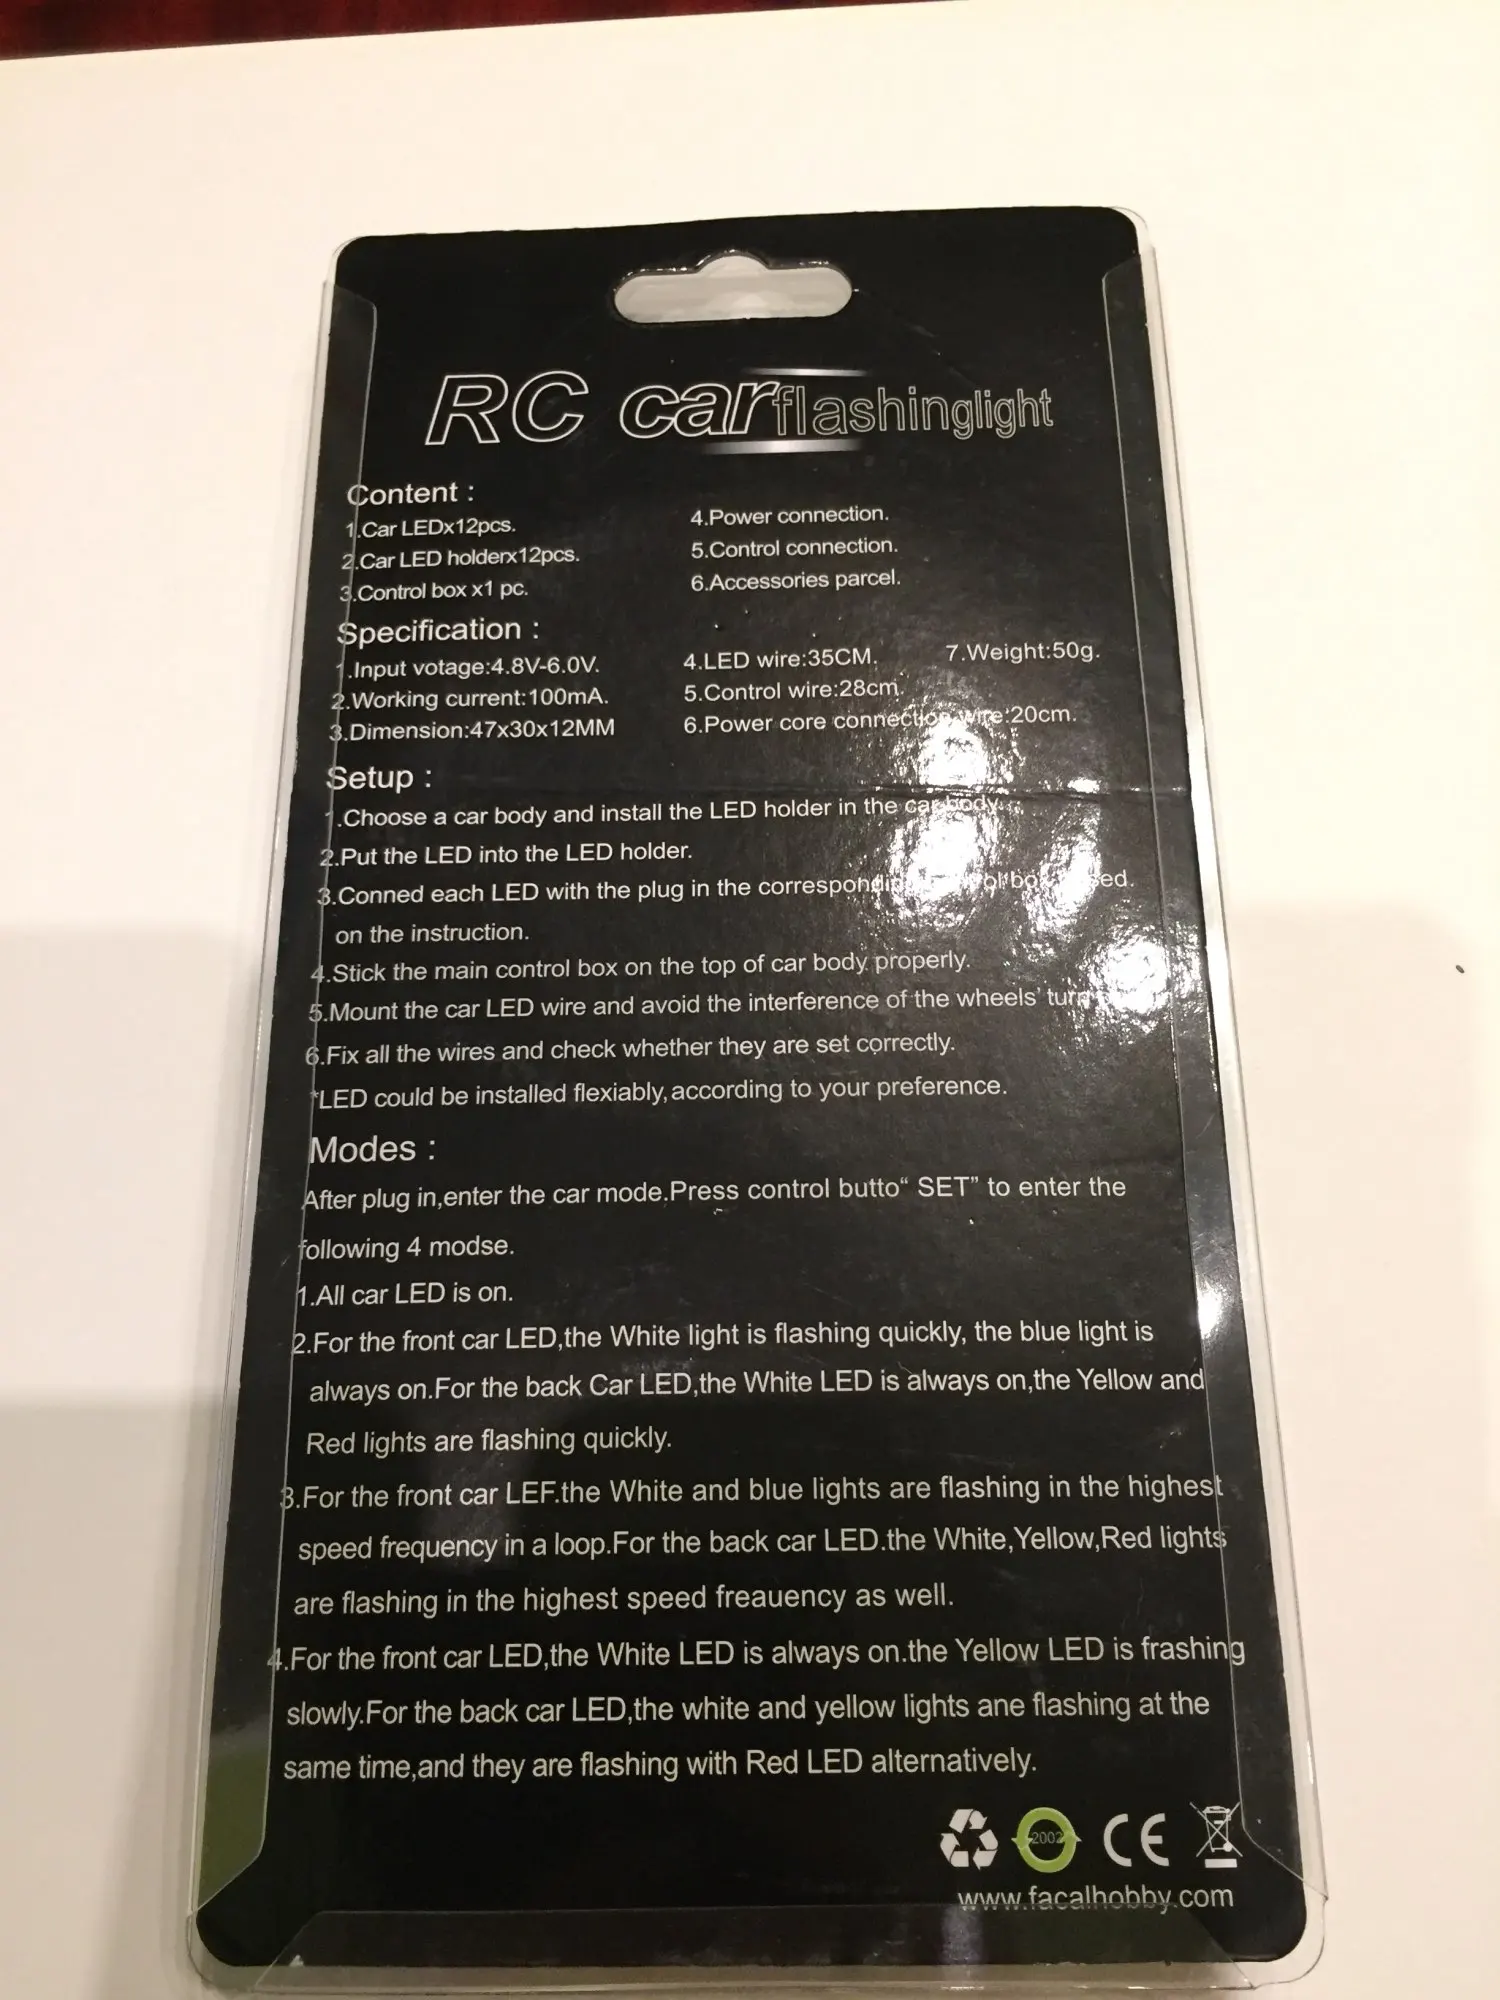 RC car flashinglight
Content :
1.Car LEDx12pcs.
2.Car LED holderx12pcs.
3.Control box x1 pc.
4.Power connection.
5.Control connection.
6.Accessories parcel.
Specification :
1.Input votage:4.8V-6.0V.
2.Working current:100mA.
3.Dimension:47x30x12MM
4.LED wire:35CM.
5.Control wire:28cm.
6.Power core connection wire:20cm.
7.Weight:50g.
Setup :
1.Choose a car body and install the LED holder in the car body.
2.Put the LED into the LED holder.
3.Conned each LED with the plug in the box
on the instruction.
4.Stick the main control box on the top of car body properly.
5.Mount the car LED wire and avoid the interference of the wheels'
6.Fix all the wires and check whether they are set correctly.
*LED could be installed flexiably,according to your preference.
Modes :
After plug in,enter the car mode.Press control butto“ SET” to enter the
following 4 modse.
1.All car LED is on.
2.For the front car LED,the White light is flashing quickly, the blue light is
always on.For the back Car LED,the White LED is always on,the Yellow and
Red lights are flashing quickly.
3.For the front car LEF.the White and blue lights are flashing in the highest
speed frequency in a loop.For the back car LED.the White,Yellow,Red lights
are flashing in the highest speed freauency as well.
4.For the front car LED,the White LED is always on.the Yellow LED is frashing
slowly.For the back car LED,the white and yellow lights ane flashing at the
same time,and they are flashing with Red LED alternatively.
2002 CE
www.facalhobby.com